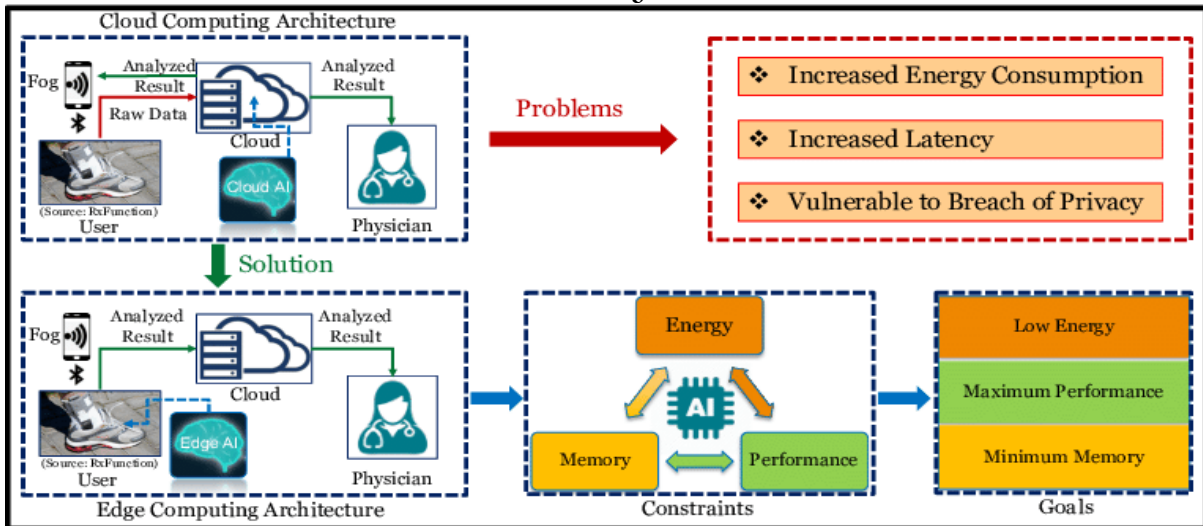 Cloud Computing Architecture
Fog
Analyzed
Result
Raw Data
Analyzed
Result
Cloud
Cloud AI
(Source: RxFunction)
User
Physician
Problems
❖ Increased Energy Consumption
❖ Increased Latency
❖ Vulnerable to Breach of Privacy
Solution
Fog
Analyzed
Result
Analyzed
Result
Cloud
Edge AI
(Source: RxFunction)
User
Physician
Edge Computing Architecture
Energy
AI
Memory
Performance
Constraints
Low Energy
Maximum Performance
Minimum Memory
Goals